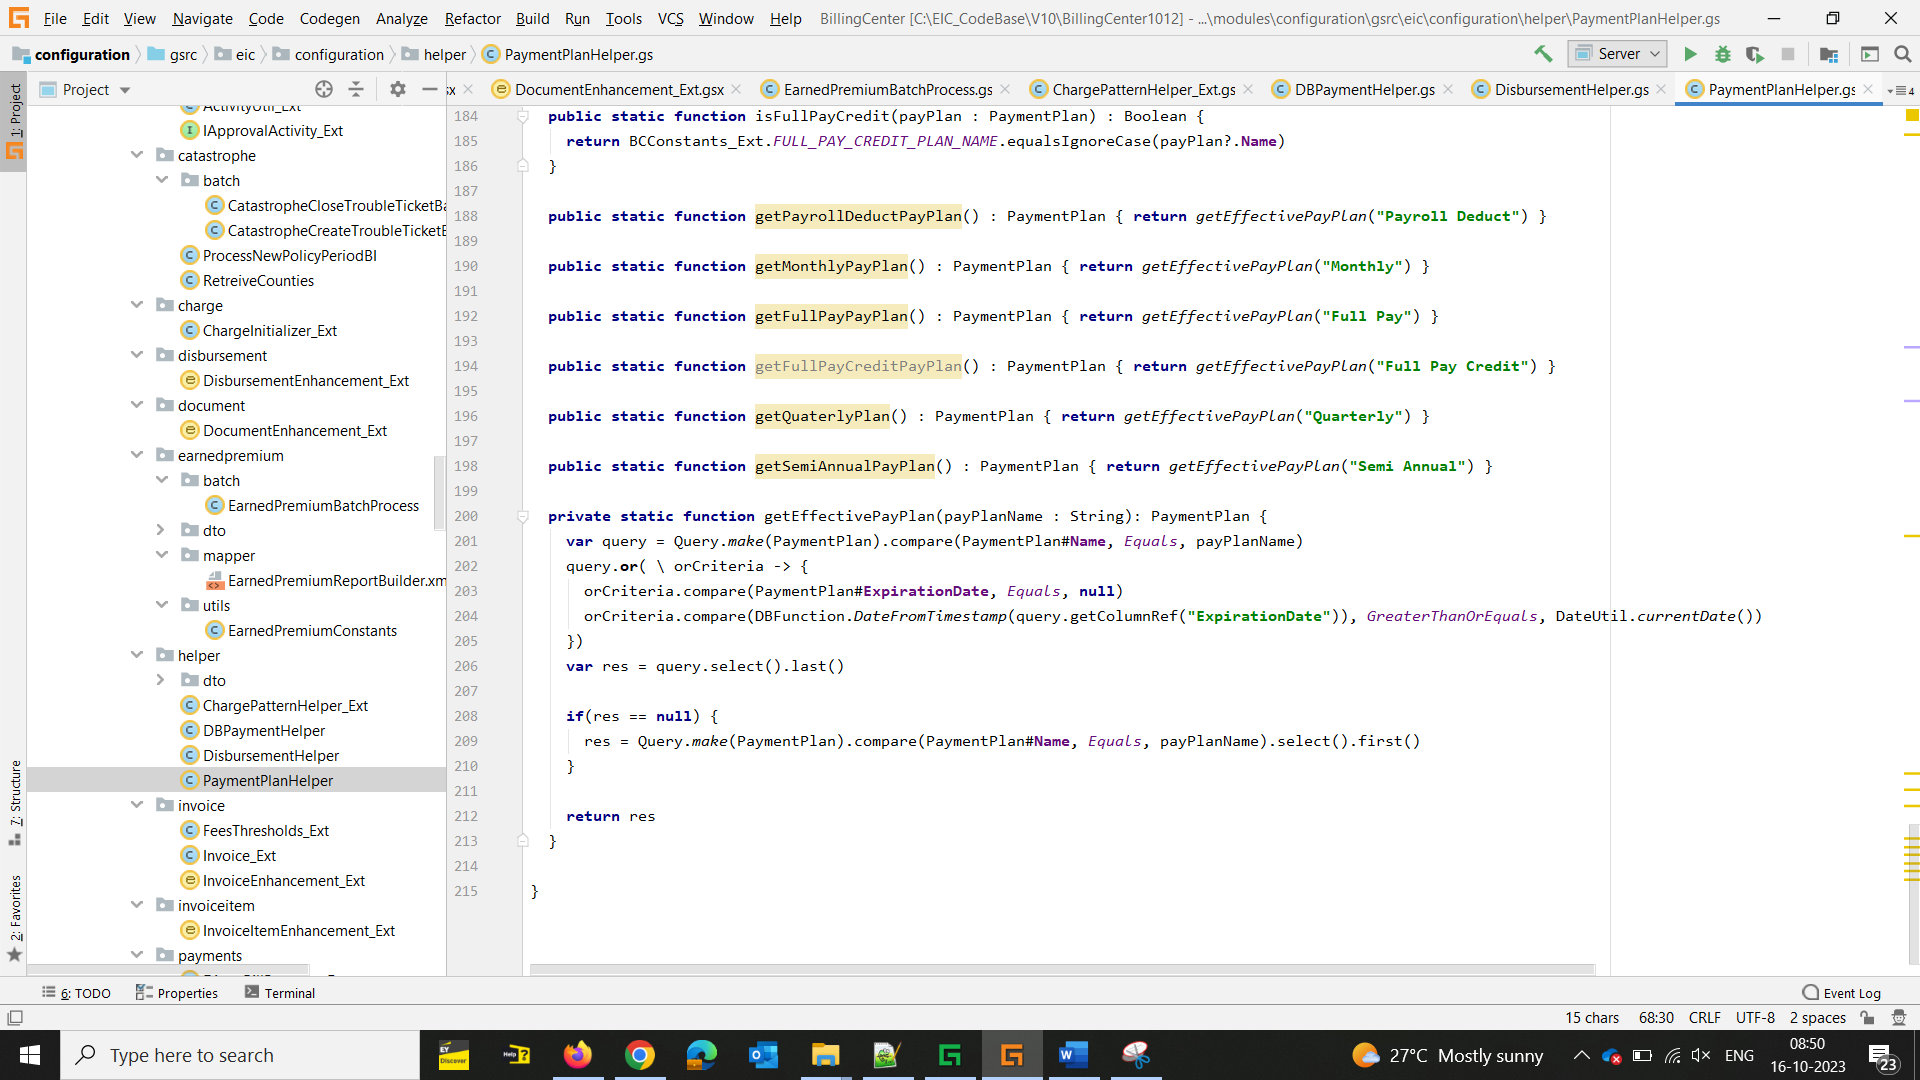 File Edit View Navigate Code Codegen Analyze Refactor Build Run Tools VCS Window Help BillingCenter [C:\EIC_CodeBase\V10\BillingCenter1012] - ...\modules\configuration\gsrc\eic\configuration\helper\PaymentPlanHelper.gs
configuration gsrc eic configuration helper PaymentPlanHelper.gs Server
Project
DocumentEnhancement_Ext.gsx EarnedPremiumBatchProcess.gs ChargePatternHelper_Ext.gs DBPaymentHelper.gs DisbursementHelper.gs PaymentPlanHelper.gs 4
1: Project
7: Structure
2: Favorites
ActivityUtil_Ext
IApprovalActivity_Ext
catastrophe
batch
CatastropheCloseTroubleTicketBa
CatastropheCreateTroubleTicketB
ProcessNewPolicyPeriodBI
RetreiveCounties
charge
ChargeInitializer_Ext
disbursement
DisbursementEnhancement_Ext
document
DocumentEnhancement_Ext
earnedpremium
batch
EarnedPremiumBatchProcess
dto
mapper
EarnedPremiumReportBuilder.xm
utils
EarnedPremiumConstants
helper
dto
ChargePatternHelper_Ext
DBPaymentHelper
DisbursementHelper
PaymentPlanHelper
invoice
FeesThresholds_Ext
Invoice_Ext
InvoiceEnhancement_Ext
invoiceitem
InvoiceItemEnhancement_Ext
payments
184 public static function isFullPayCredit(payPlan : PaymentPlan) : Boolean {
185 return BCConstants_Ext.FULL_PAY_CREDIT_PLAN_NAME.equalsIgnoreCase(payPlan?.Name)
186 }
187
188 public static function getPayrollDeductPayPlan() : PaymentPlan { return getEffectivePayPlan("Payroll Deduct") }
189
190 public static function getMonthlyPayPlan() : PaymentPlan { return getEffectivePayPlan("Monthly") }
191
192 public static function getFullPayPayPlan() : PaymentPlan { return getEffectivePayPlan("Full Pay") }
193
194 public static function getFullPayCreditPayPlan() : PaymentPlan { return getEffectivePayPlan("Full Pay Credit") }
195
196 public static function getQuaterlyPlan() : PaymentPlan { return getEffectivePayPlan("Quarterly") }
197
198 public static function getSemiAnnualPayPlan() : PaymentPlan { return getEffectivePayPlan("Semi Annual") }
199
200 private static function getEffectivePayPlan(payPlanName : String): PaymentPlan {
201 var query = Query.make(PaymentPlan).compare(PaymentPlan#Name, Equals, payPlanName)
202 query.or( \ orCriteria -> {
203 orCriteria.compare(PaymentPlan#ExpirationDate, Equals, null)
204 orCriteria.compare(DBFunction.DateFromTimestamp(query.getColumnRef("ExpirationDate")), GreaterThanOrEquals, DateUtil.currentDate())
205 })
206 var res = query.select().last()
207
208 if(res == null) {
209 res = Query.make(PaymentPlan).compare(PaymentPlan#Name, Equals, payPlanName).select().first()
210 }
211
212 return res
213 }
214
215 }
6: TODO Properties Terminal Event Log
15 chars 68:30 CRLF UTF-8 2 spaces
Type here to search
EY Discover
Help ??
27°C Mostly sunny ENG 08:50
16-10-2023 23